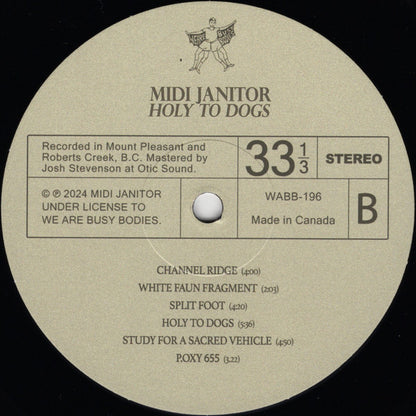 MIDI JANITOR
HOLY TO DOGS
Recorded in Mount Pleasant and
Roberts Creek, B.C. Mastered by
Josh Stevenson at Otic Sound.
33 1/3
STEREO
© ℗ 2024 MIDI JANITOR
UNDER LICENSE TO
WE ARE BUSY BODIES.
WABB-196
Made in Canada
B
CHANNEL RIDGE (4:00)
WHITE FAUN FRAGMENT (2:03)
SPLIT FOOT (4:20)
HOLY TO DOGS (5:36)
STUDY FOR A SACRED VEHICLE (4:50)
P.OXY 655 (3.22)